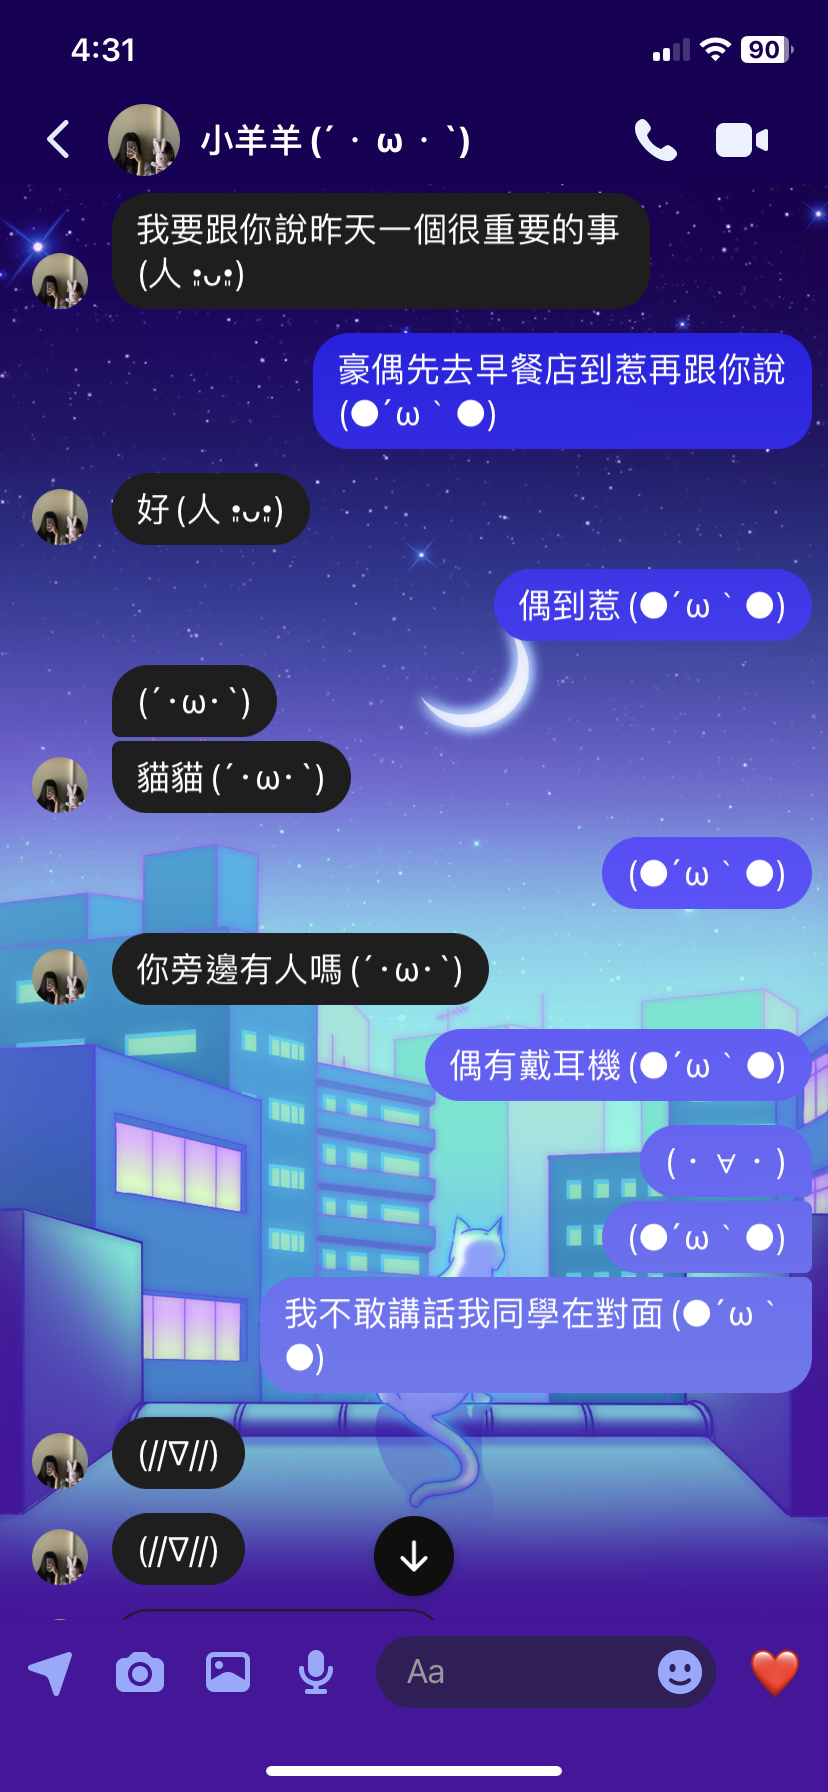 4:31
90
小羊羊 (´・ω・`)
我要跟你說昨天一個很重要的事
(人 •͈ᴗ•͈)
豪偶先去早餐店到惹再跟你說
(●´ω｀●)
好 (人 •͈ᴗ•͈)
偶到惹 (●´ω｀●)
(´･ω･`)
貓貓 (´･ω･`)
(●´ω｀●)
你旁邊有人嗎 (´･ω･`)
偶有戴耳機 (●´ω｀●)
(・∀・)
(●´ω｀●)
我不敢講話我同學在對面 (●´ω｀
●)
(//∇//)
(//∇//)
Aa